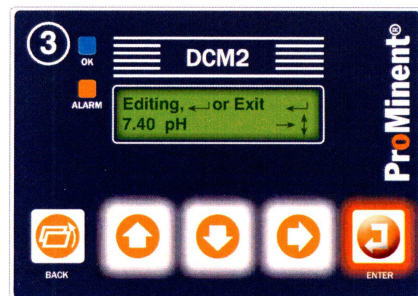 3
OK
DCM2
ALARM
Editing, ↵ or Exit ↵
7.40 pH → ↕
ProMinent®
BACK
ENTER